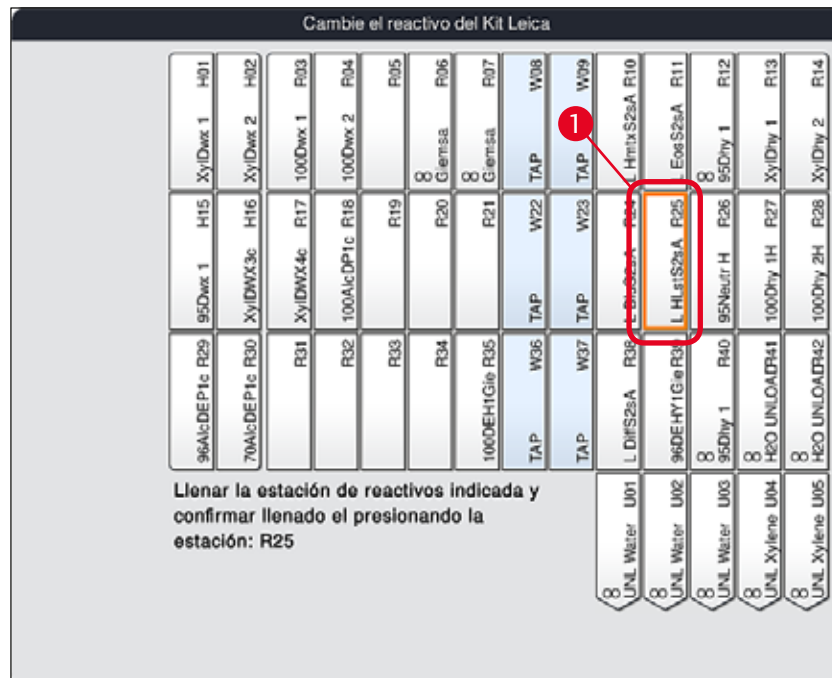 Cambie el reactivo del Kit Leica
XylDwx 1 H01
XylDwx 2 H02
100Dwx 1 R03
100Dwx 2 R04
R05
∞ Giemsa R06
∞ Giemsa R07
TAP W08
TAP W09
L HmtxS2sA R10
L EosS2sA R11
∞ 95Dhy 1 R12
XylDhy 1 R13
XylDhy 2 R14
1
95Dwx 1 H15
XylDWX3c H16
XylDWX4c R17
100AlcDP1c R18
R19
R20
R21
TAP W22
TAP W23
L BluS2sA R24
L HLstS2sA R25
95Neutr H R26
100Dhy 1H R27
100Dhy 2H R28
96AlcDEP1c R29
70AlcDEP1c R30
R31
R32
R33
R34
100DEH1Gie R35
TAP W36
TAP W37
L DiffS2sA R38
96DEHY1Gie R39
∞ 95Dhy 1 R40
∞ H2O UNLOAD R41
∞ H2O UNLOAD R42
∞ UNL Water U01
∞ UNL Water U02
∞ UNL Water U03
∞ UNL Xylene U04
∞ UNL Xylene U05
Llenar la estación de reactivos indicada y
confirmar llenado el presionando la
estación: R25